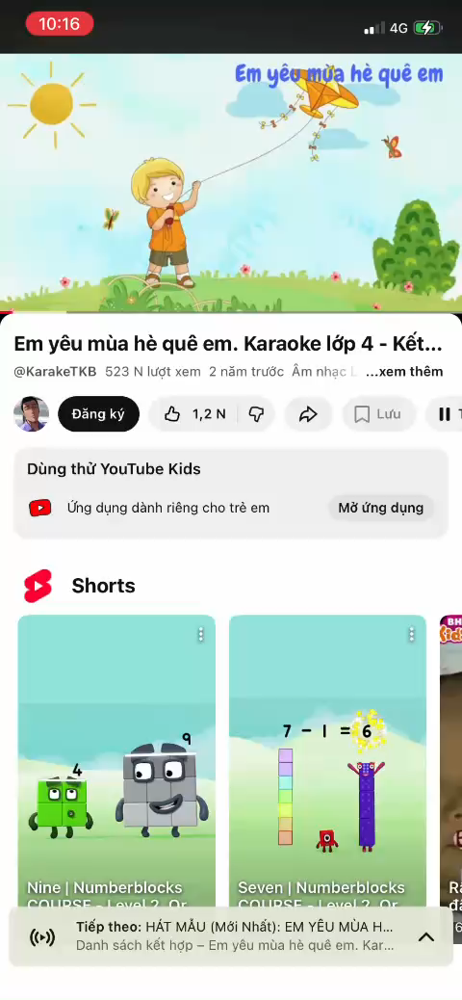 10:16
4G
Em yêu mùa hè quê em
Em yêu mùa hè quê em. Karaoke lớp 4 - Kết...
@KarakeTKB 523 N lượt xem 2 năm trước Âm nhạc ...xem thêm
Đăng ký
1,2 N
Lưu
Dùng thử YouTube Kids
Ứng dụng dành riêng cho trẻ em
Mở ứng dụng
Shorts
4
9
7 - 1 = 6
BH
Kid
Nine | Numberblocks
COURSE - Level 2, Or
Seven | Numberblocks
COURSE - Level 2, Or
Tiếp theo: HÁT MẪU (Mới Nhất): EM YÊU MÙA H...
Danh sách kết hợp – Em yêu mùa hè quê em. Kar...